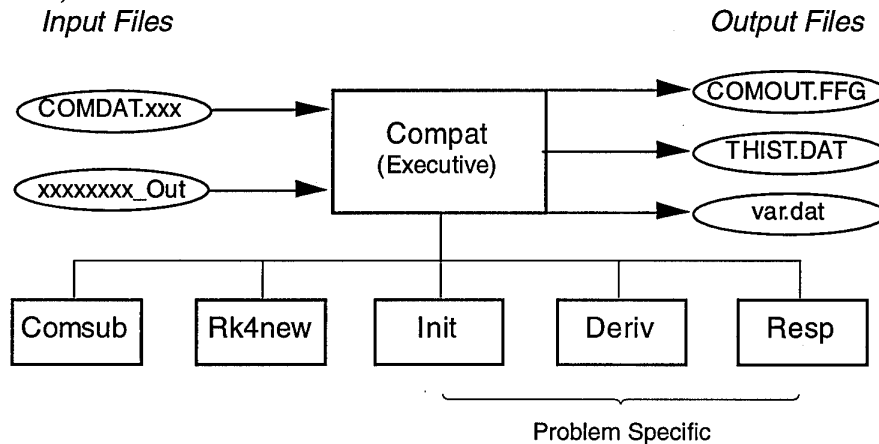 Input Files
Output Files
COMDAT.xxx
COMOUT.FFG
Compat
(Executive)
THIST.DAT
xxxxxxxx_Out
var.dat
Comsub
Rk4new
Init
Deriv
Resp
Problem Specific